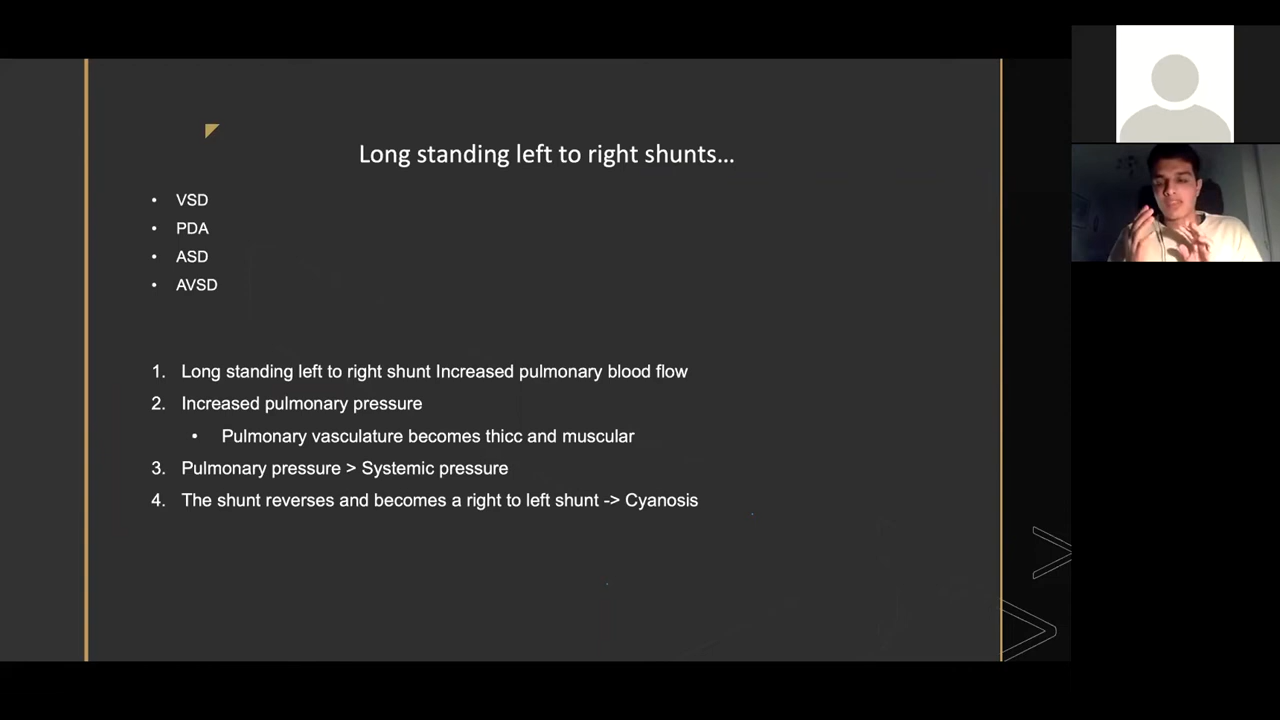 Long standing left to right shunts...
• VSD
• PDA
• ASD
• AVSD
1. Long standing left to right shunt Increased pulmonary blood flow
2. Increased pulmonary pressure
• Pulmonary vasculature becomes thicc and muscular
3. Pulmonary pressure > Systemic pressure
4. The shunt reverses and becomes a right to left shunt -> Cyanosis